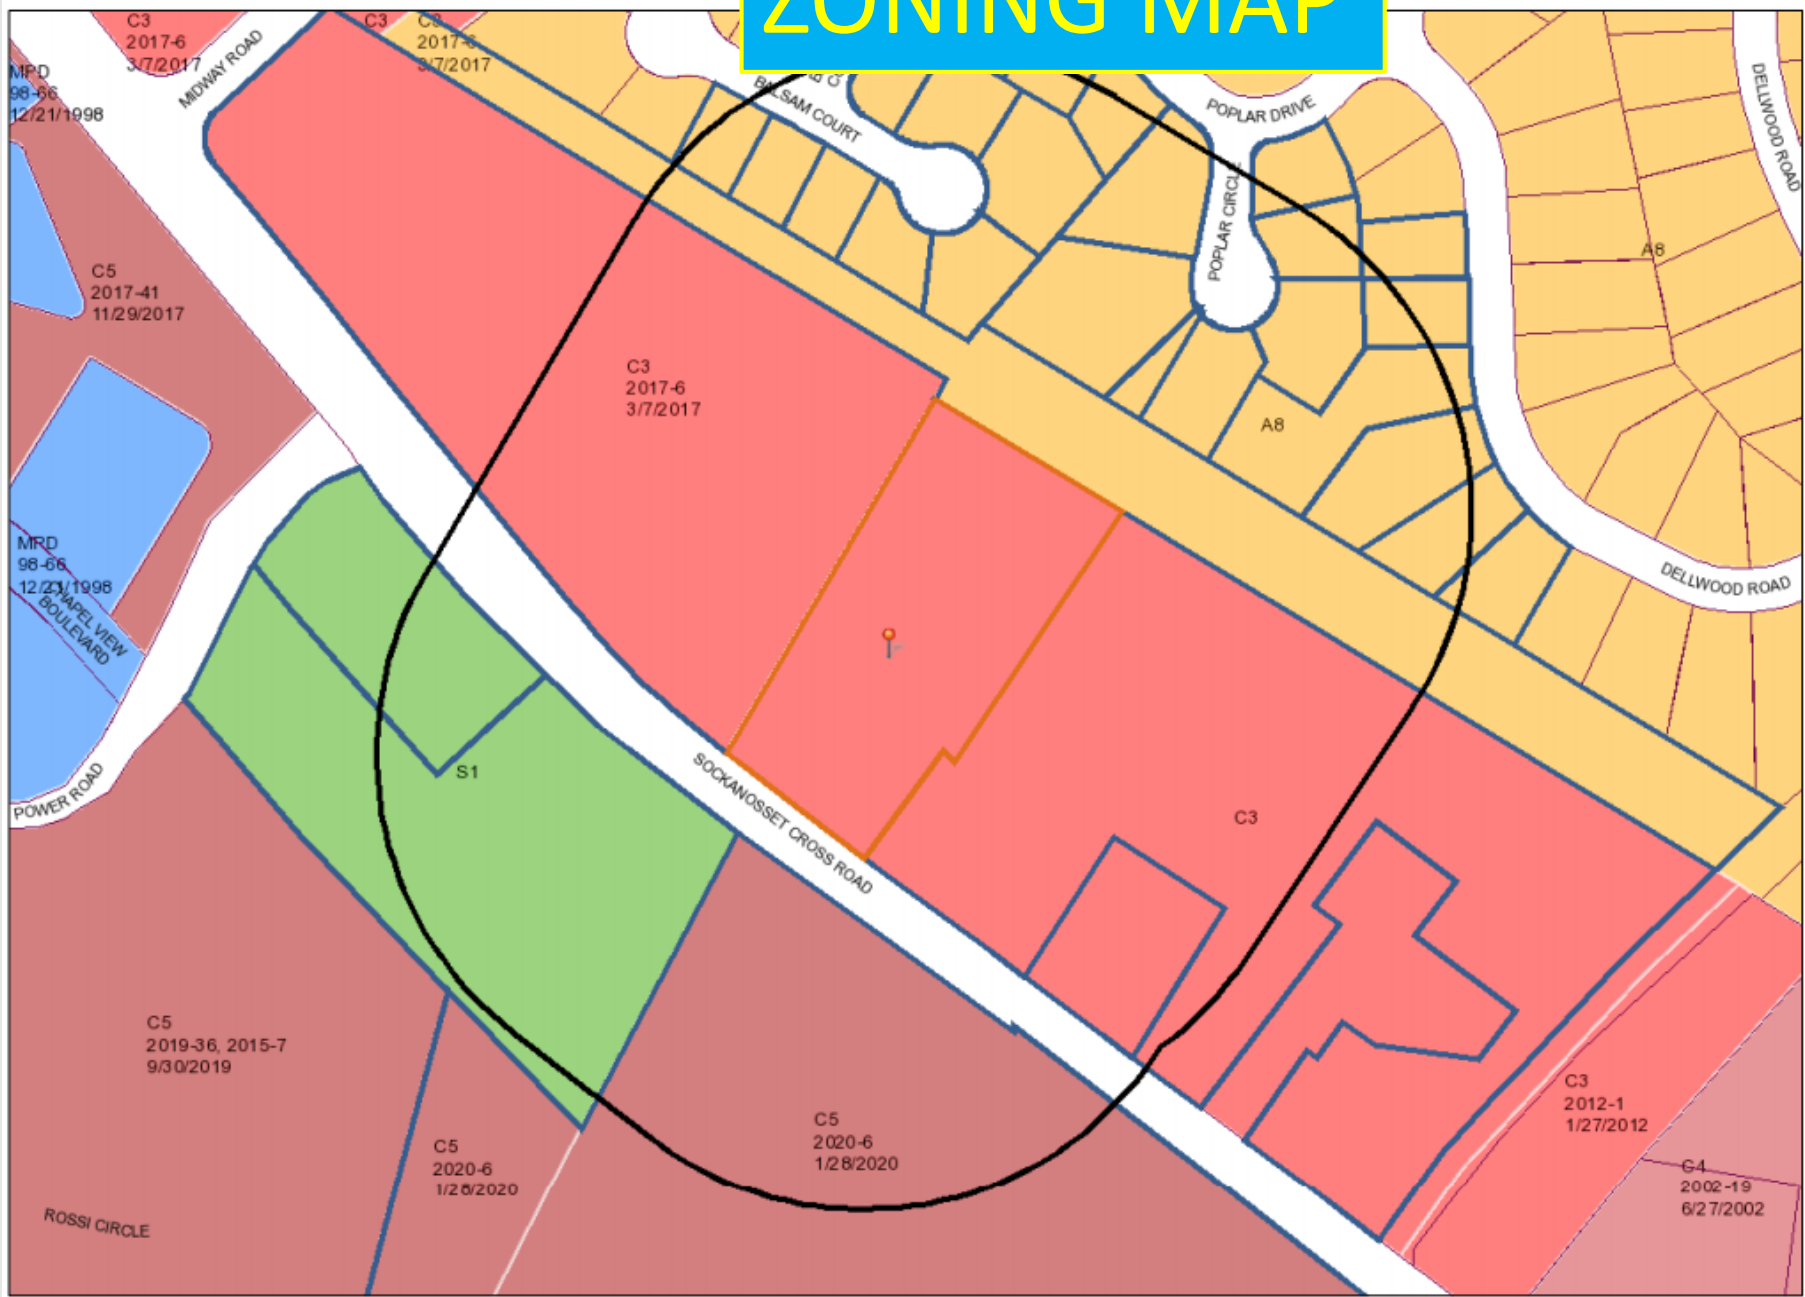 ZONING MAP
C3
2017-6
3/7/2017
C3
C3
2017-6
3/7/2017
MIDWAY ROAD
MPD
98-66
12/21/1998
BALSAM COURT
POPLAR DRIVE
POPLAR CIRCLE
DELLWOOD ROAD
A8
C5
2017-41
11/29/2017
C3
2017-6
3/7/2017
A8
MPD
98-66
12/21/1998
CHAPEL VIEW
BOULEVARD
DELLWOOD ROAD
POWER ROAD
S1
SOCKANOSSET CROSS ROAD
C3
C5
2019-36, 2015-7
9/30/2019
C5
2020-6
1/28/2020
C5
2020-6
1/28/2020
C3
2012-1
1/27/2012
C4
2002-19
6/27/2002
ROSSI CIRCLE